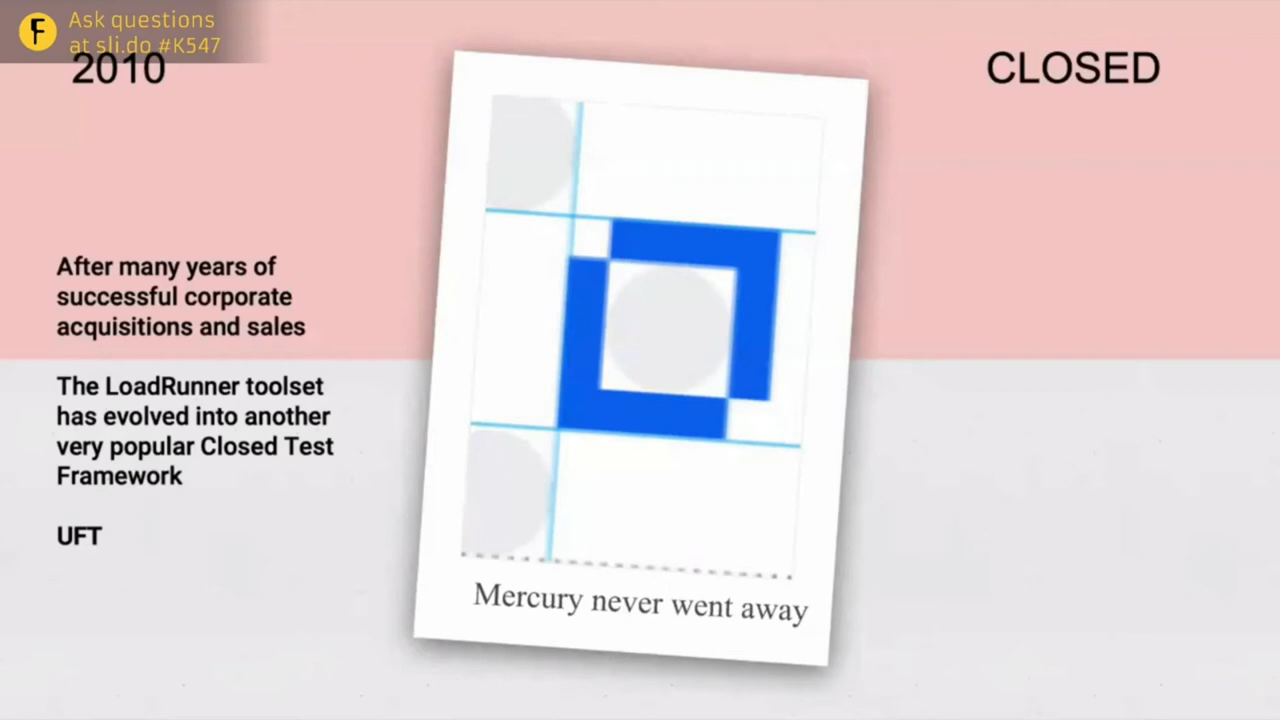 Ask questions
at sli.do #K547
2010
CLOSED
After many years of
successful corporate
acquisitions and sales
The LoadRunner toolset
has evolved into another
very popular Closed Test
Framework
UFT
Mercury never went away